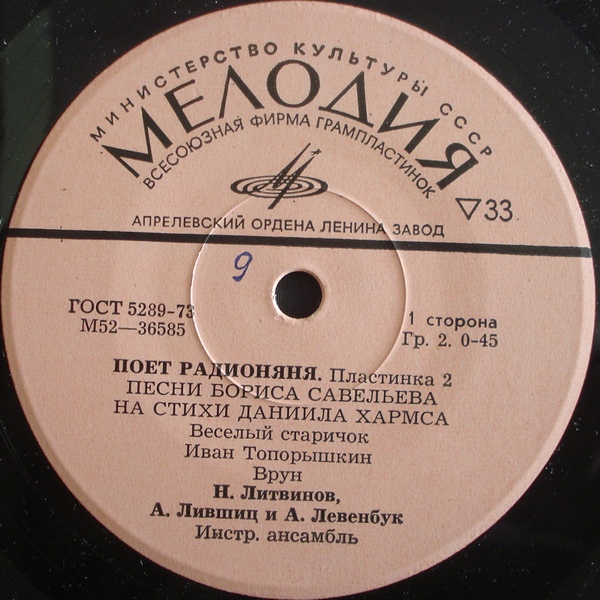 МИНИСТЕРСТВО КУЛЬТУРЫ СССР
МЕЛОДИЯ
ВСЕСОЮЗНАЯ ФИРМА ГРАМПЛАСТИНОК
▽33
АПРЕЛЕВСКИЙ ОРДЕНА ЛЕНИНА ЗАВОД
9
ГОСТ 5289-73
М52—36585
1 сторона
Гр. 2. 0-45
ПОЕТ РАДИОНЯНЯ. Пластинка 2
ПЕСНИ БОРИСА САВЕЛЬЕВА
НА СТИХИ ДАНИИЛА ХАРМСА
Веселый старичок
Иван Топорышкин
Врун
Н. Литвинов,
А. Лившиц и А. Левенбук
Инстр. ансамбль